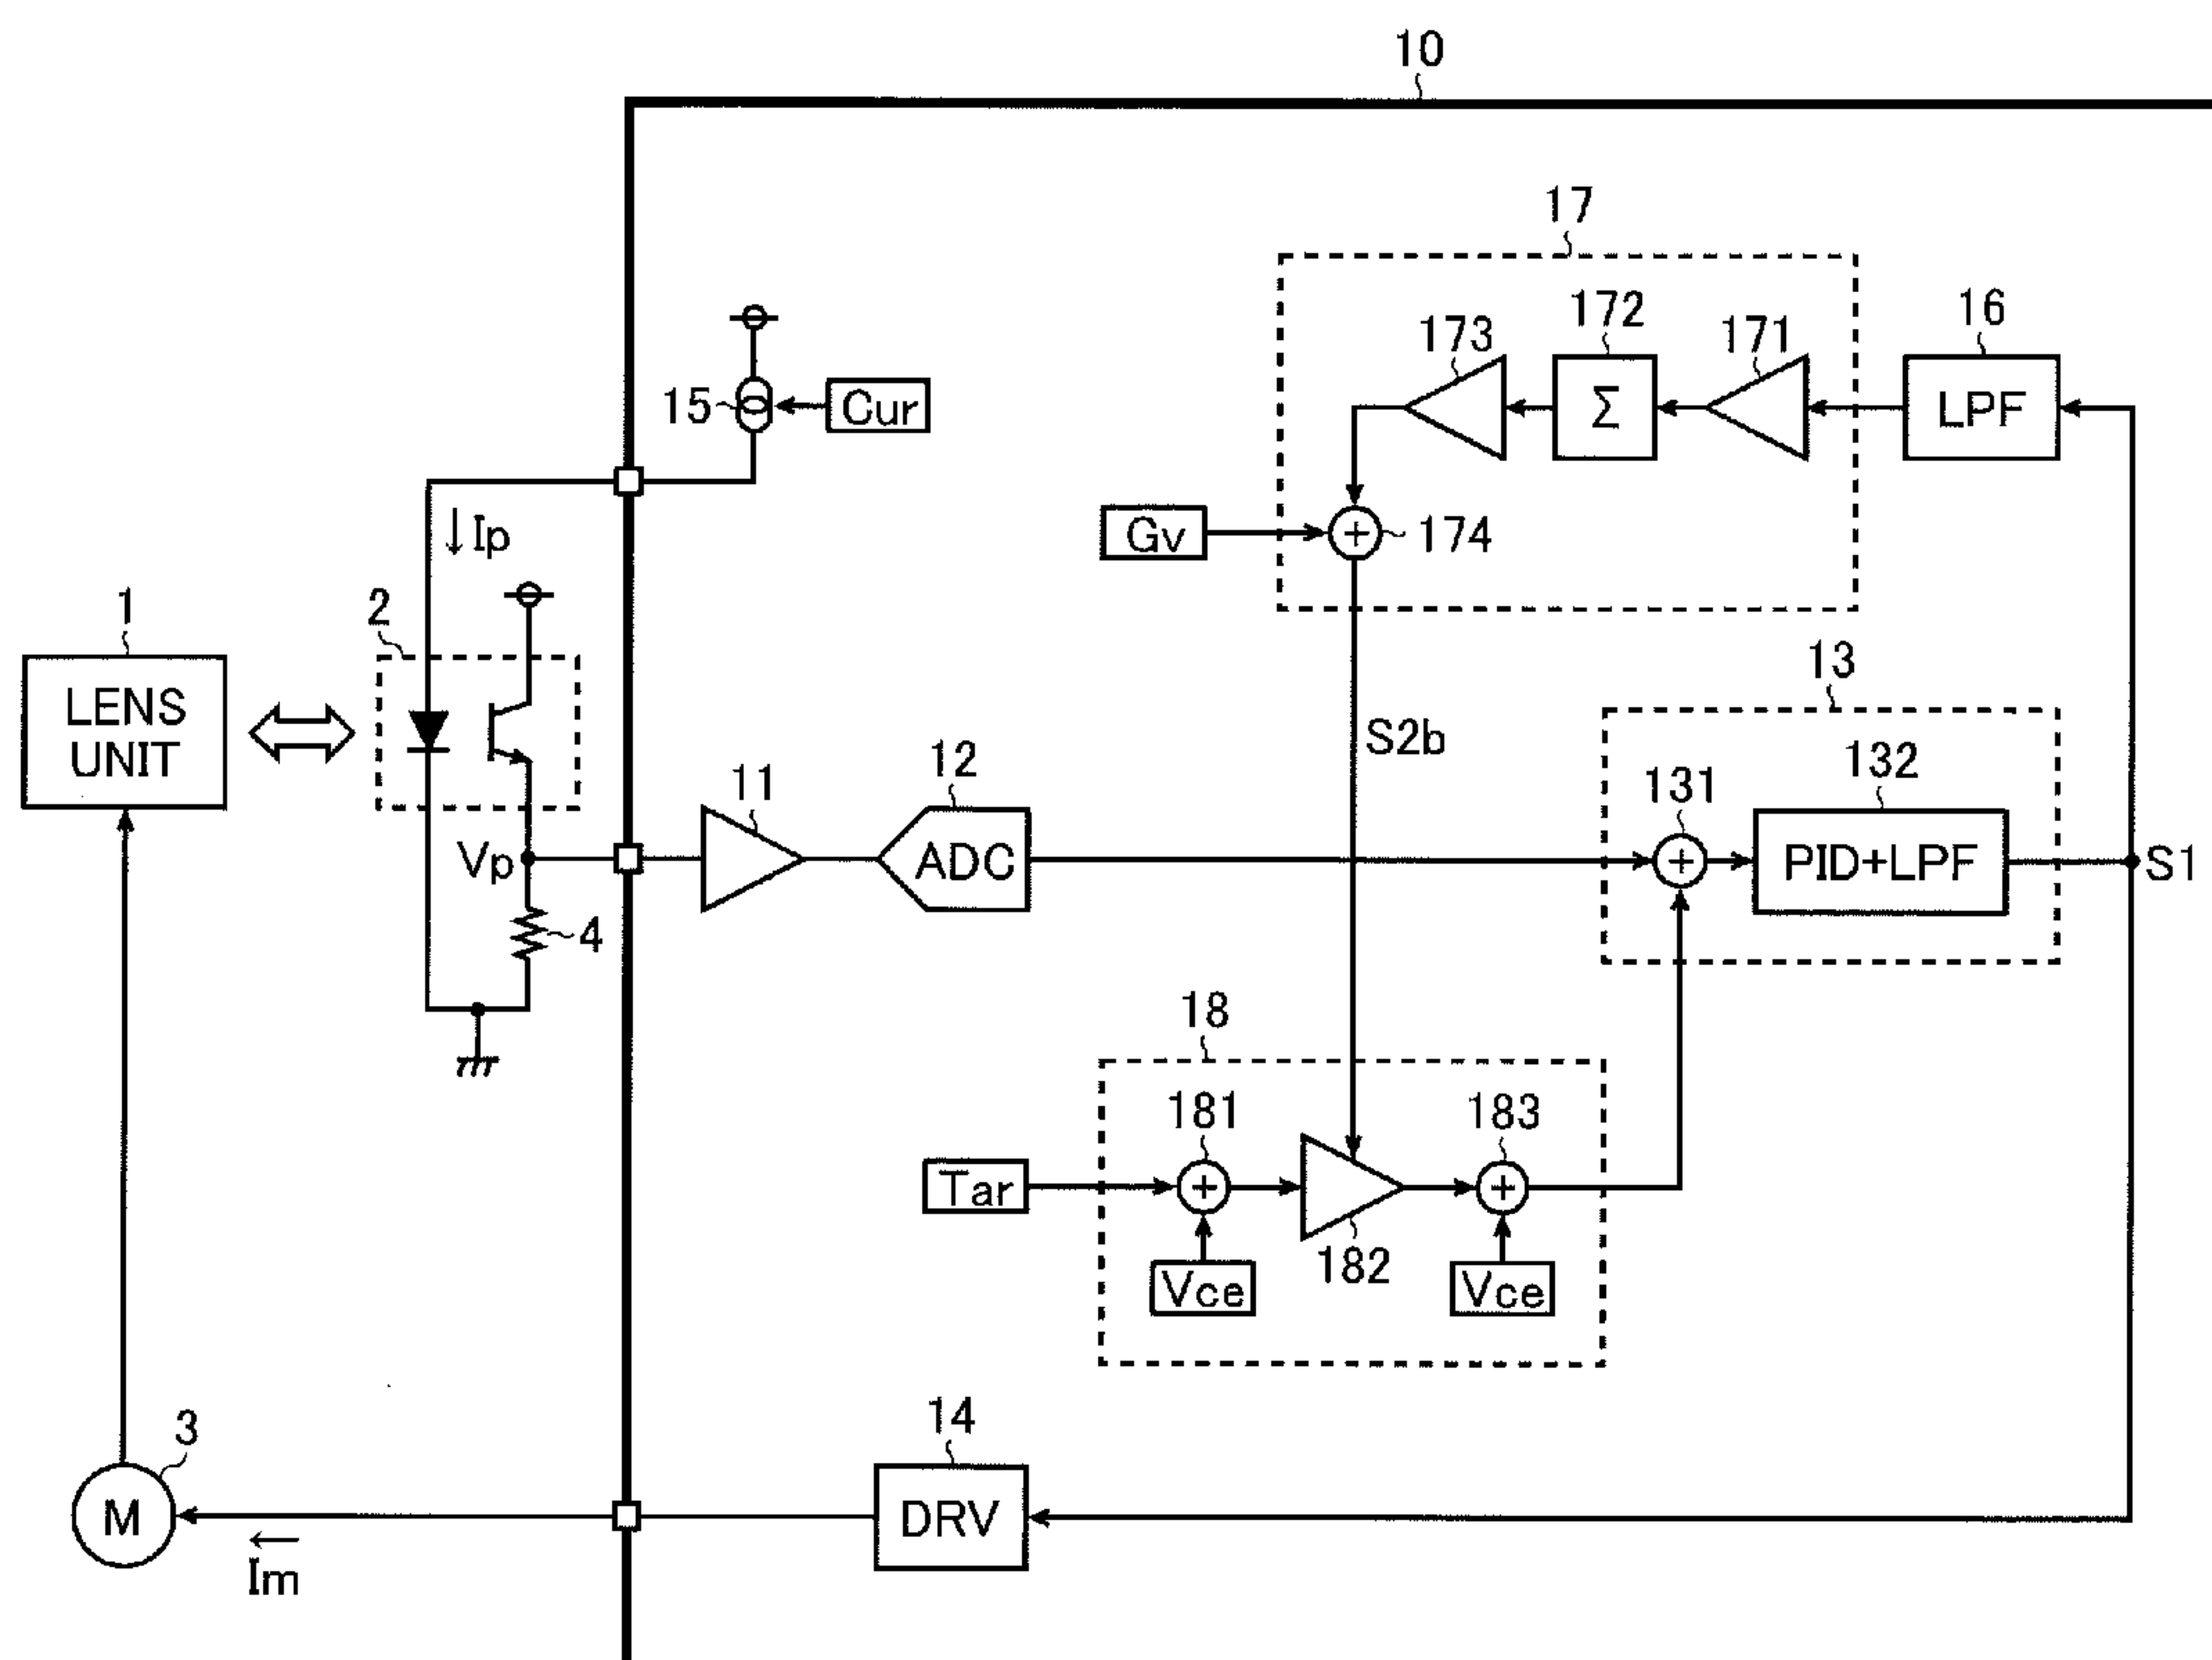 10
17
173
172
171
16
15
Cur
Σ
LPF
Ip
Gv
+
174
1
2
13
LENS
UNIT
S2b
12
132
11
131
Vp
ADC
+
PID+LPF
S1
4
18
181
183
Tar
+
+
182
Vce
Vce
14
3
M
DRV
Im